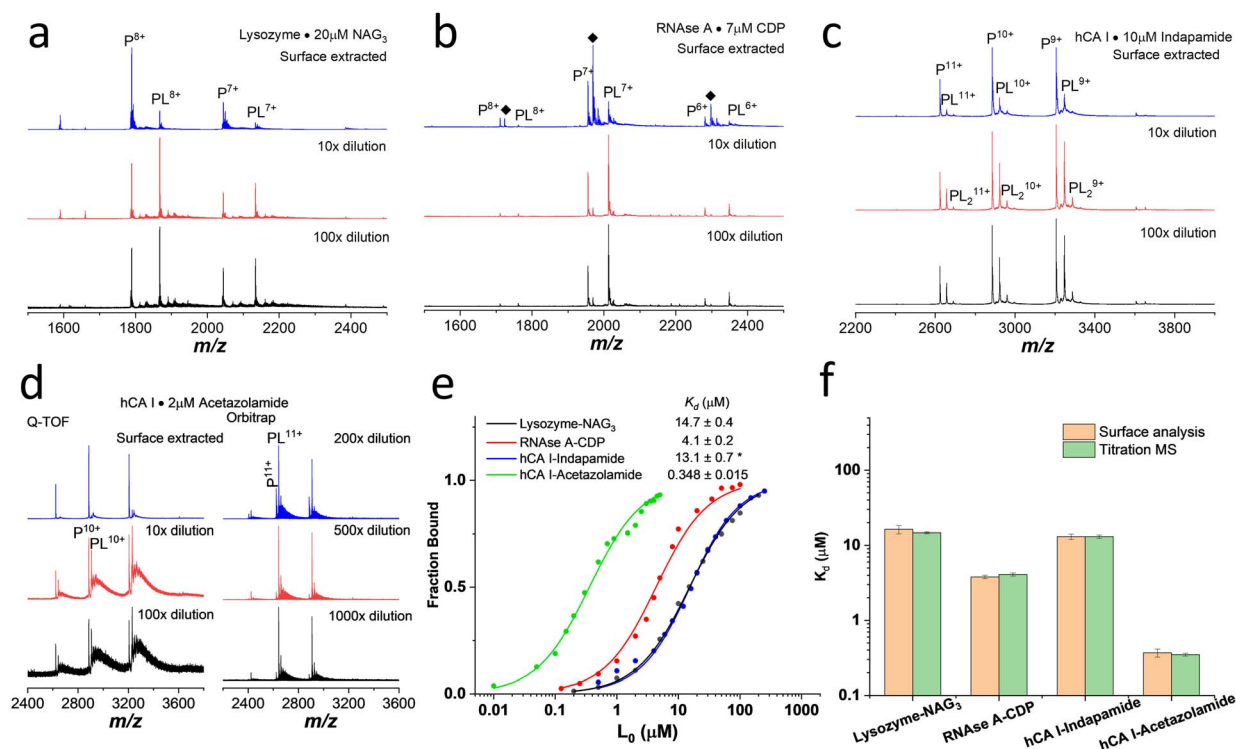 a
Lysozyme • 20μM NAG3
Surface extracted
P8+
PL8+
P7+
PL7+
10x dilution
100x dilution
1600 1800 2000 2200 2400
m/z
b
RNAse A • 7μM CDP
Surface extracted
◆
P8+
◆
PL8+
P7+
PL7+
P6+
◆
PL6+
10x dilution
100x dilution
1600 1800 2000 2200 2400
m/z
c
hCA I • 10μM Indapamide
Surface extracted
P11+
PL11+
P10+
PL10+
P9+
PL9+
10x dilution
PL2 11+
PL2 10+
PL2 9+
100x dilution
2200 2600 3000 3400 3800
m/z
d
hCA I • 2μM Acetazolamide
Q-TOF
Orbitrap
Surface extracted
10x dilution
P10+
PL10+
100x dilution
2400 2800 3200 3600
m/z
PL11+
P11+
200x dilution
500x dilution
1000x dilution
2400 2800 3200 3600
m/z
e
Kd (μM)
Lysozyme-NAG3 14.7 ± 0.4
RNAse A-CDP 4.1 ± 0.2
hCA I-Indapamide 13.1 ± 0.7 *
hCA I-Acetazolamide 0.348 ± 0.015
Fraction Bound
1.0
0.5
0.0
0.01 0.1 1 10 100 1000
L0 (μM)
f
Surface analysis
Titration MS
Kd (μM)
100
10
1
0.1
Lysozyme-NAG3
RNAse A-CDP
hCA I-Indapamide
hCA I-Acetazolamide